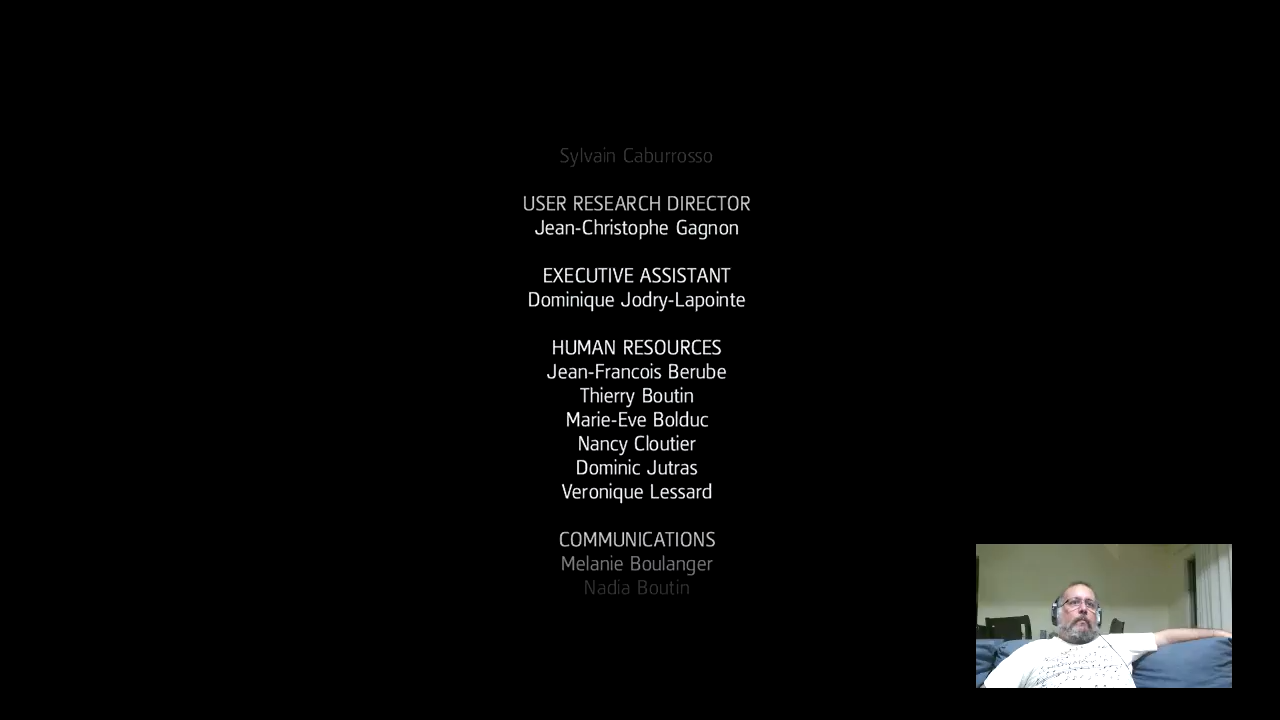 Sylvain Caburrosso
USER RESEARCH DIRECTOR
Jean-Christophe Gagnon
EXECUTIVE ASSISTANT
Dominique Jodry-Lapointe
HUMAN RESOURCES
Jean-Francois Berube
Thierry Boutin
Marie-Eve Bolduc
Nancy Cloutier
Dominic Jutras
Veronique Lessard
COMMUNICATIONS
Melanie Boulanger
Nadia Boutin